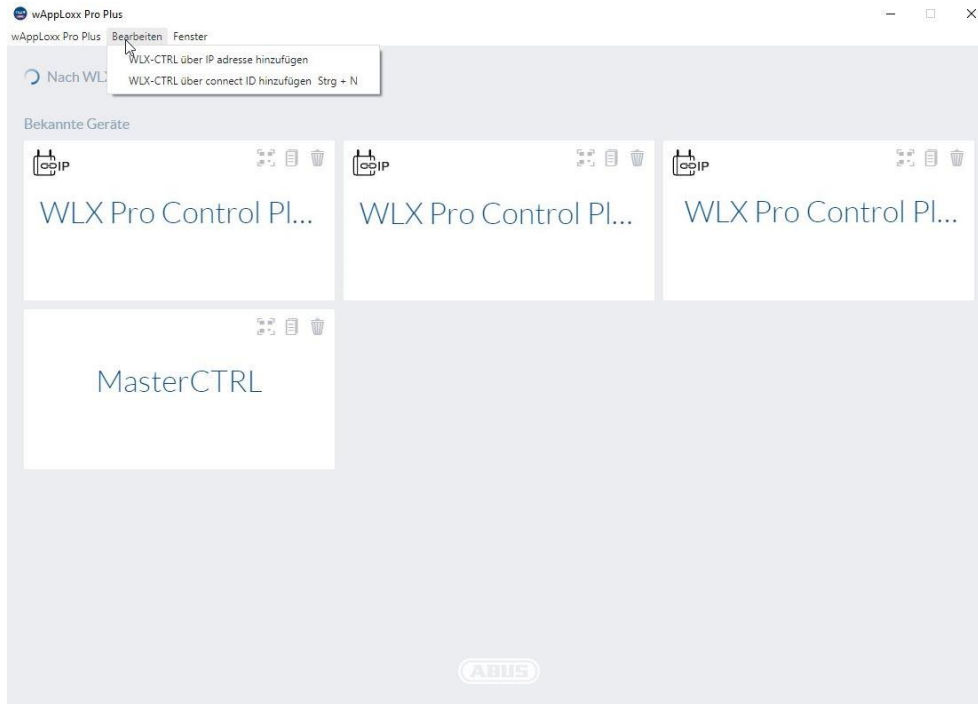 wAppLoxx Pro Plus
wAppLoxx Pro Plus Bearbeiten Fenster
WLX-CTRL über IP adresse hinzufügen
WLX-CTRL über connect ID hinzufügen Strg + N
Nach WL
Bekannte Geräte
IP
IP
IP
WLX Pro Control Pl...
WLX Pro Control Pl...
WLX Pro Control Pl...
MasterCTRL
ABUS